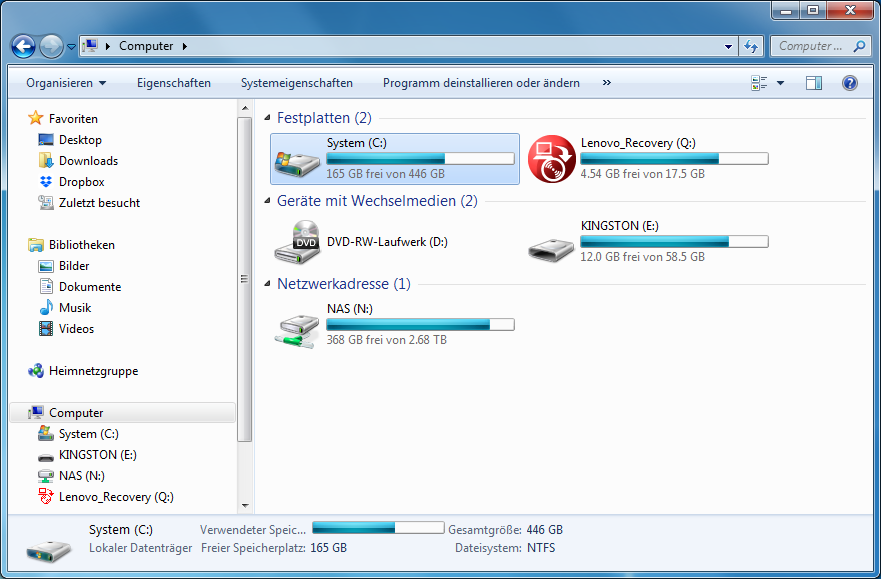 Computer
Computer ...
Organisieren
Eigenschaften
Systemeigenschaften
Programm deinstallieren oder ändern
»
Favoriten
Desktop
Downloads
Dropbox
Zuletzt besucht
Bibliotheken
Bilder
Dokumente
Musik
Videos
Heimnetzgruppe
Computer
System (C:)
KINGSTON (E:)
NAS (N:)
Lenovo_Recovery (Q:)
Festplatten (2)
System (C:)
165 GB frei von 446 GB
Lenovo_Recovery (Q:)
4.54 GB frei von 17.5 GB
Geräte mit Wechselmedien (2)
DVD
DVD-RW-Laufwerk (D:)
KINGSTON (E:)
12.0 GB frei von 58.5 GB
Netzwerkadresse (1)
NAS (N:)
368 GB frei von 2.68 TB
System (C:)
Verwendeter Speic...
Gesamtgröße: 446 GB
Lokaler Datenträger
Freier Speicherplatz: 165 GB
Dateisystem: NTFS